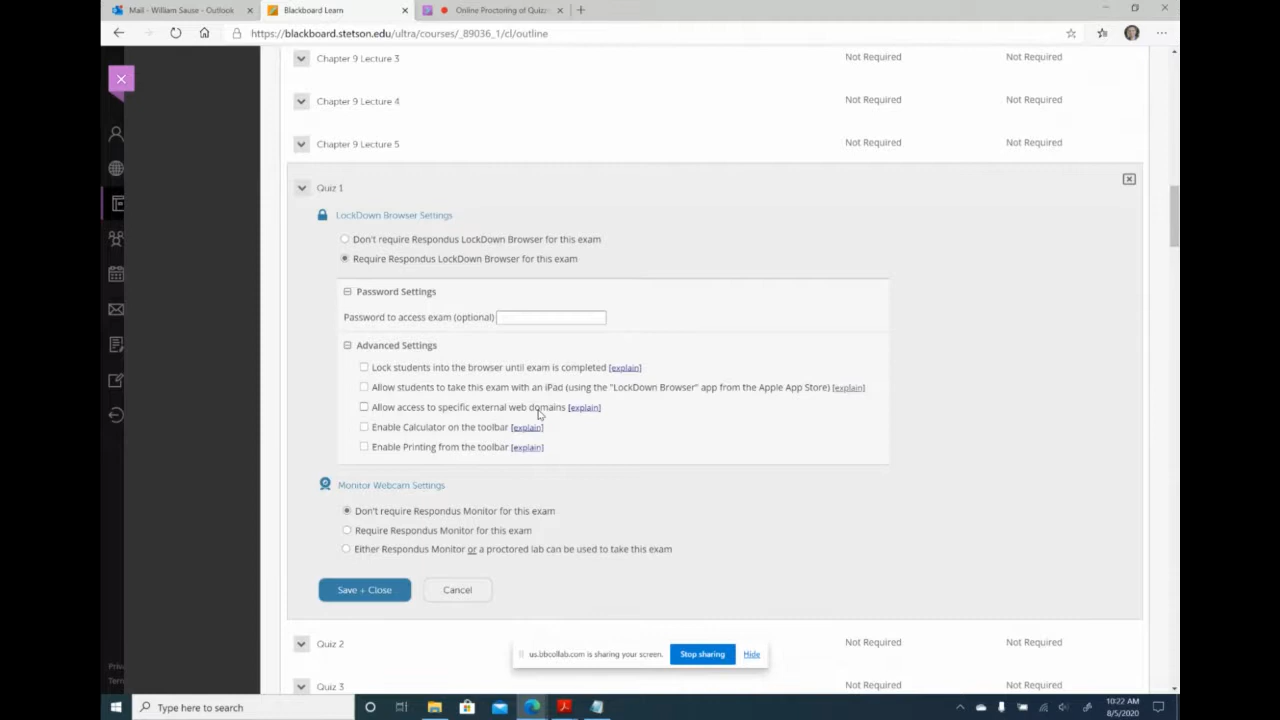 Mail - William Sause - Outlook
Blackboard Learn
Online Proctoring of Quizz
https://blackboard.stetson.edu/ultra/courses/_89036_1/cl/outline
Chapter 9 Lecture 3 Not Required Not Required
Chapter 9 Lecture 4 Not Required Not Required
Chapter 9 Lecture 5 Not Required Not Required
Quiz 1
LockDown Browser Settings
Don't require Respondus LockDown Browser for this exam
Require Respondus LockDown Browser for this exam
Password Settings
Password to access exam (optional)
Advanced Settings
Lock students into the browser until exam is completed [explain]
Allow students to take this exam with an iPad (using the "LockDown Browser" app from the Apple App Store) [explain]
Allow access to specific external web domains [explain]
Enable Calculator on the toolbar [explain]
Enable Printing from the toolbar [explain]
Monitor Webcam Settings
Don't require Respondus Monitor for this exam
Require Respondus Monitor for this exam
Either Respondus Monitor or a proctored lab can be used to take this exam
Save + Close Cancel
Quiz 2 Not Required Not Required
us.bbcollab.com is sharing your screen. Stop sharing Hide
Priva
Term
Quiz 3 Not Required Not Required
Type here to search
10:22 AM
8/5/2020